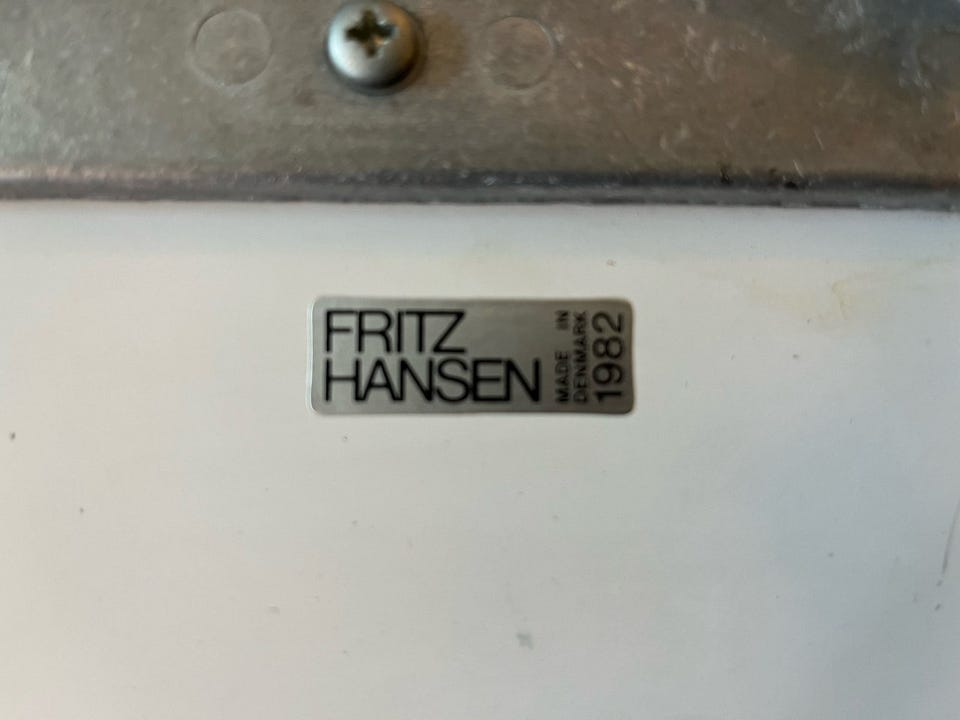 FRITZ
HANSEN
MADE IN
DENMARK
1982